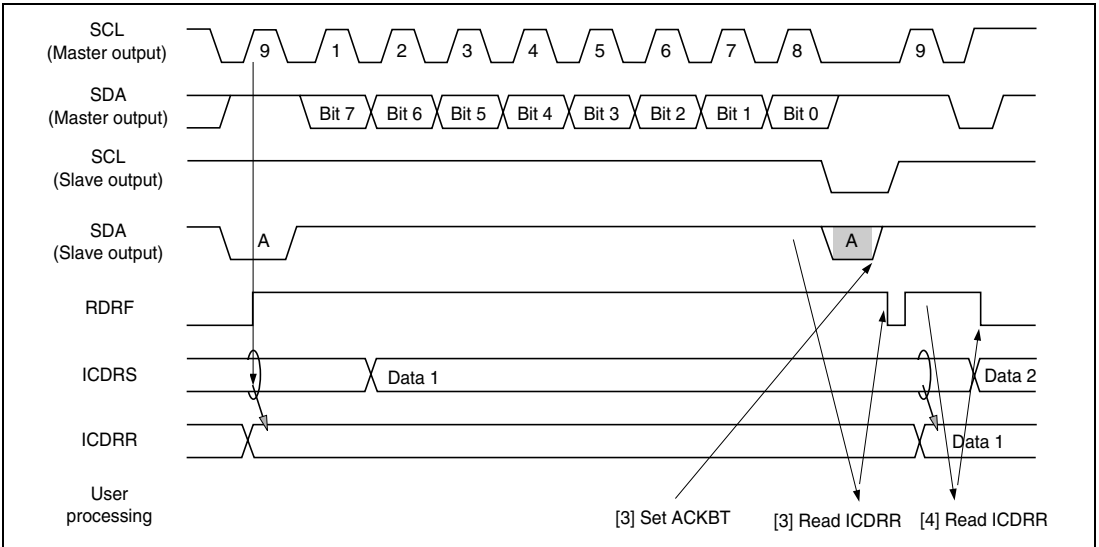 SCL
(Master output)
9 1 2 3 4 5 6 7 8 9
SDA
(Master output)
Bit 7 Bit 6 Bit 5 Bit 4 Bit 3 Bit 2 Bit 1 Bit 0
SCL
(Slave output)
SDA
(Slave output)
A A
RDRF
ICDRS
Data 1 Data 2
ICDRR
Data 1
User
processing
[3] Set ACKBT [3] Read ICDRR [4] Read ICDRR